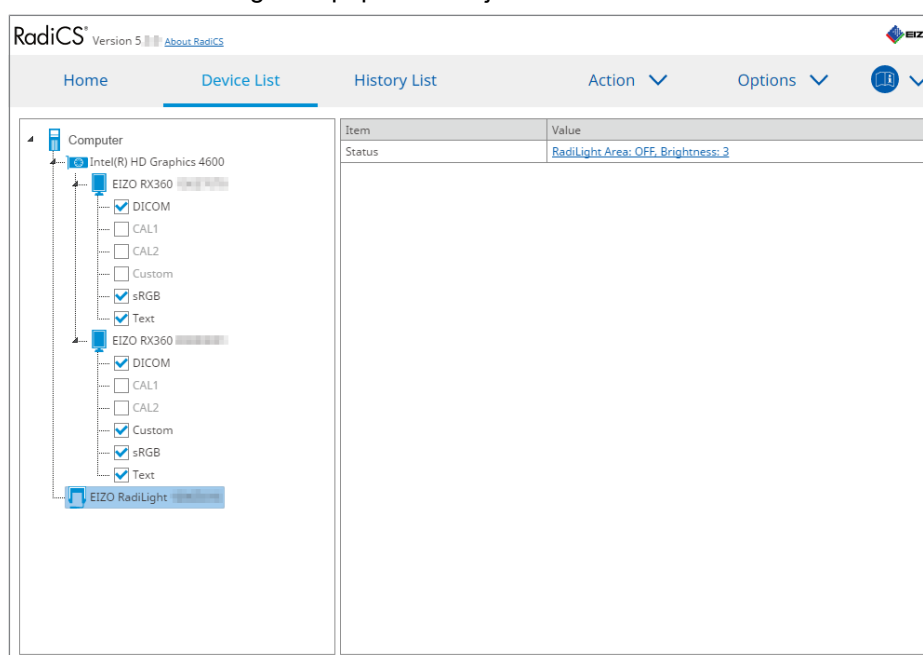 RadiCS® Version 5. About RadiCS EIZ
Home Device List History List Action Options
Computer
Intel(R) HD Graphics 4600
EIZO RX360
DICOM
CAL1
CAL2
Custom
sRGB
Text
EIZO RX360
DICOM
CAL1
CAL2
Custom
sRGB
Text
EIZO RadiLight
Item Value
Status RadiLight Area: OFF, Brightness: 3